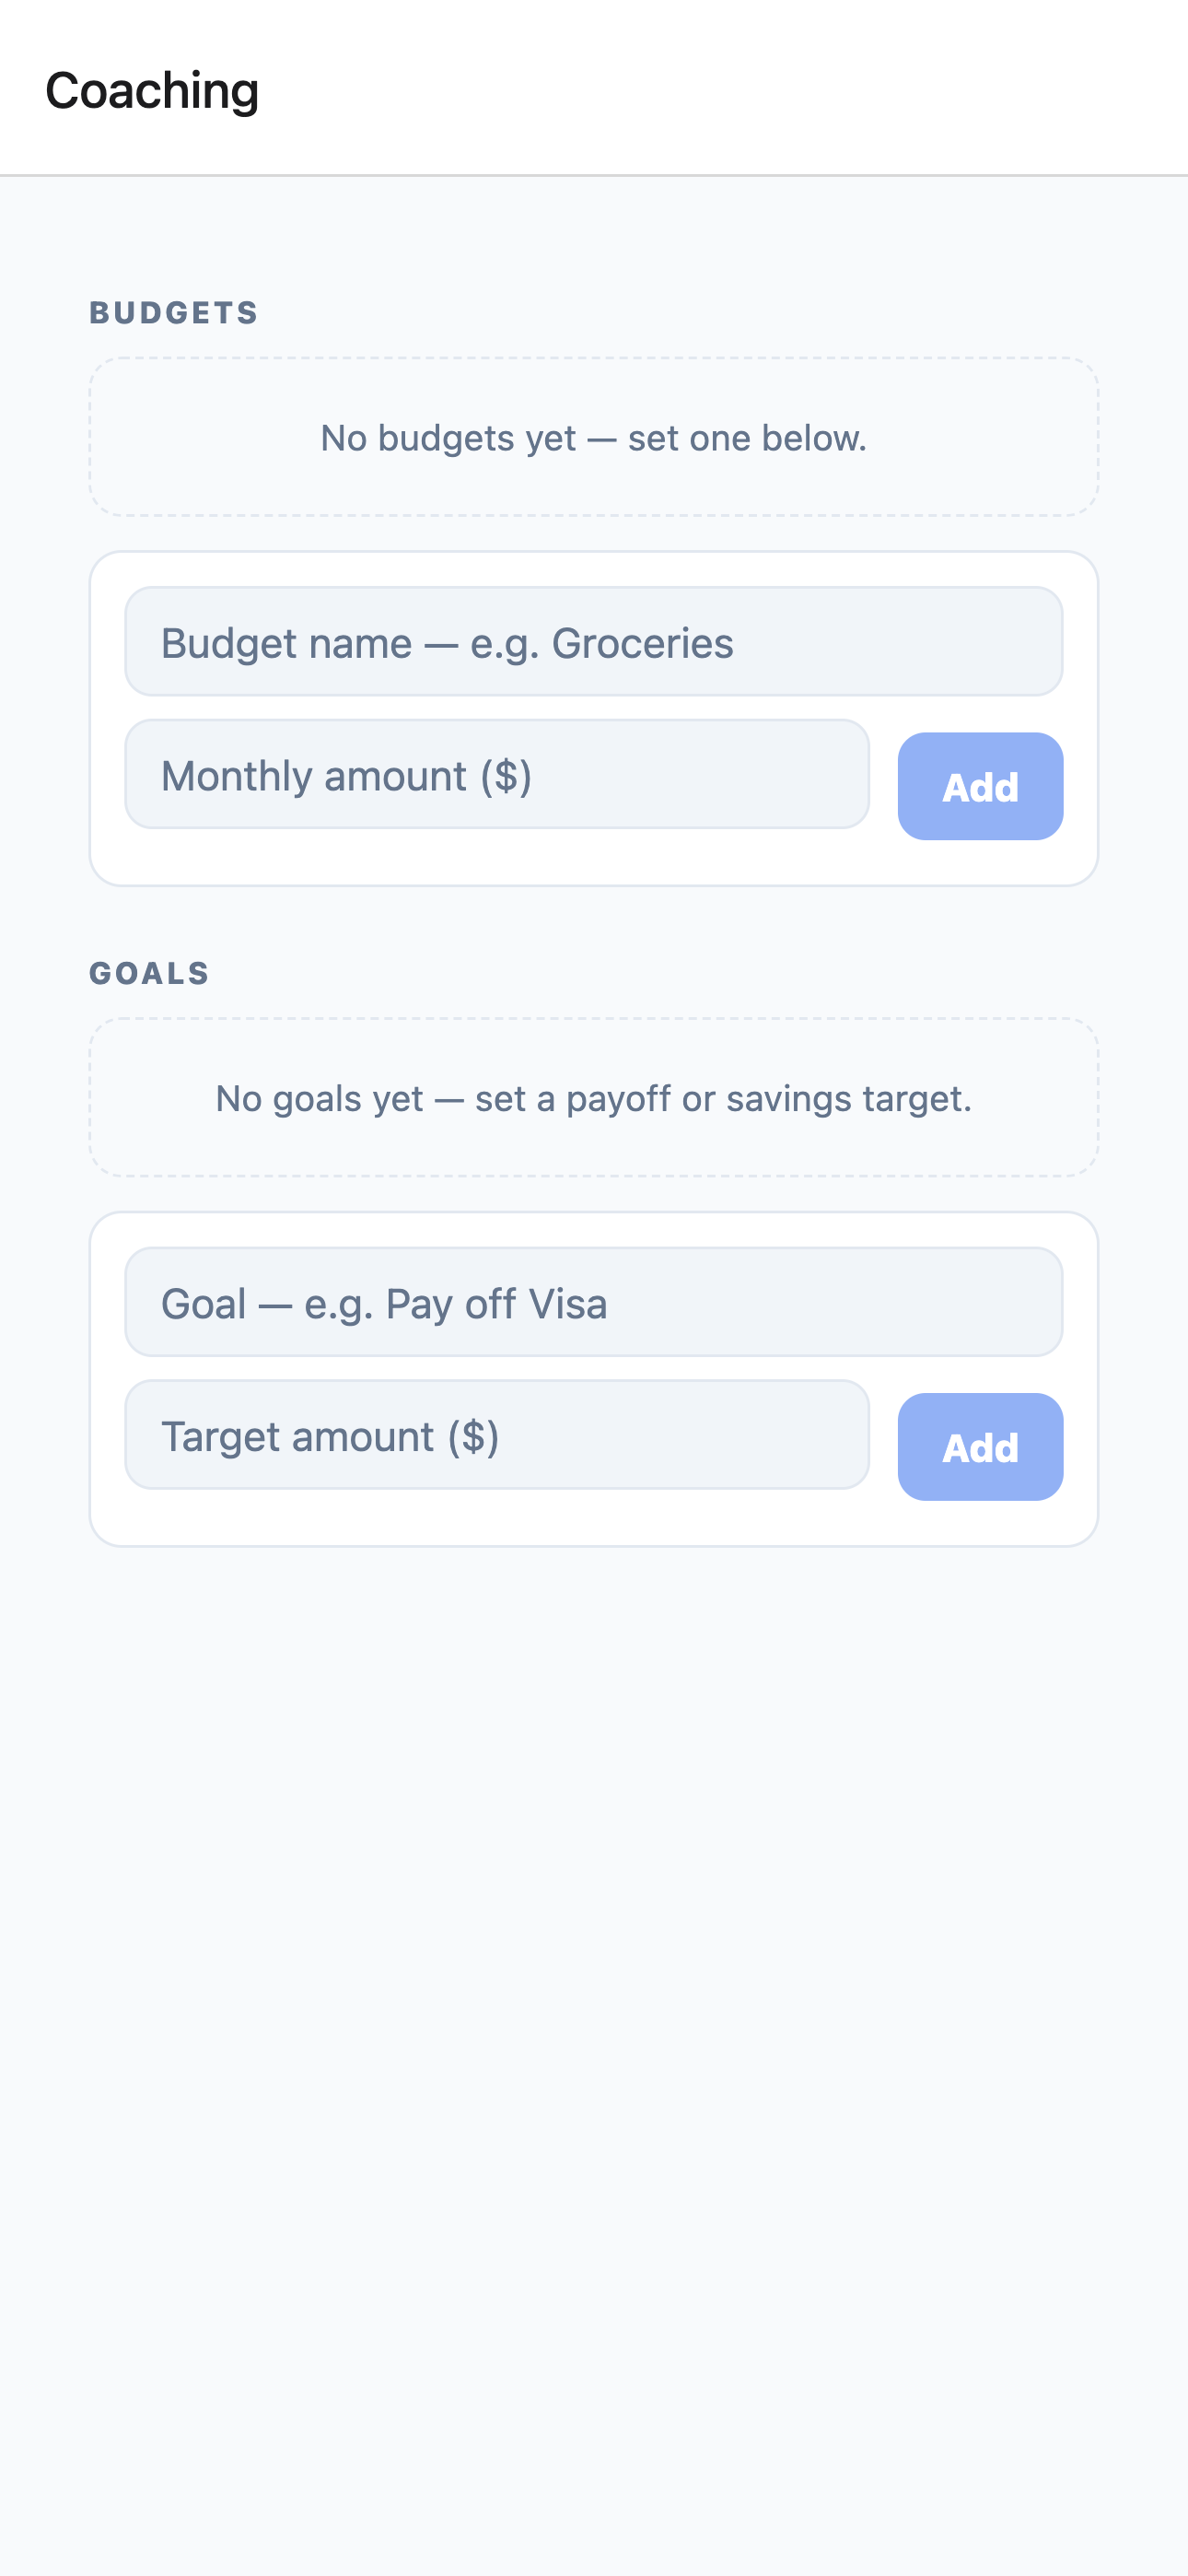 Coaching
BUDGETS
No budgets yet — set one below.
Budget name — e.g. Groceries
Monthly amount ($)
Add
GOALS
No goals yet — set a payoff or savings target.
Goal — e.g. Pay off Visa
Target amount ($)
Add